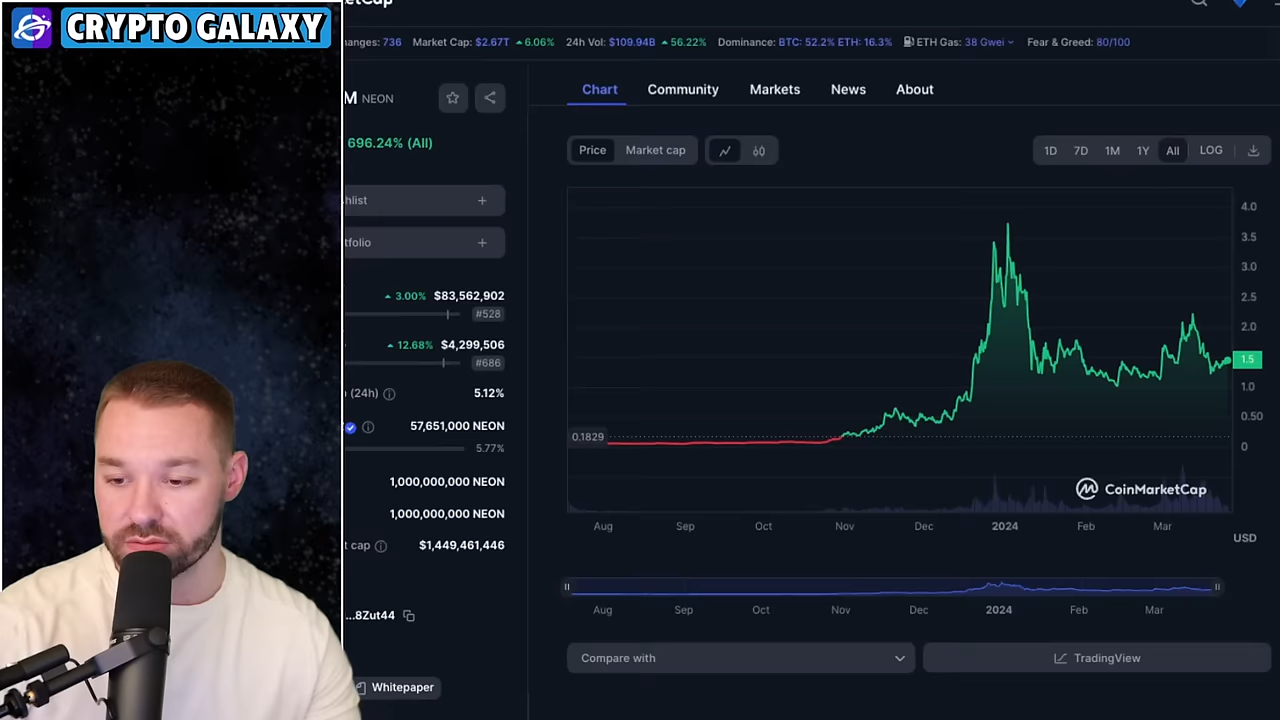 CRYPTO GALAXY
etCap
hanges: 736 Market Cap: $2.67T 6.06% 24h Vol: $109.94B 56.22% Dominance: BTC: 52.2% ETH: 16.3% ETH Gas: 38 Gwei Fear & Greed: 80/100
M NEON
696.24% (All)
hlist +
tfolio +
3.00% $83,562,902
#528
12.68% $4,299,506
#686
(24h) 5.12%
57,651,000 NEON
5.77%
1,000,000,000 NEON
1,000,000,000 NEON
t cap $1,449,461,446
...8Zut44
Whitepaper
Chart Community Markets News About
Price Market cap
1D 7D 1M 1Y All LOG
4.0
3.5
3.0
2.5
2.0
1.5
1.0
0.50
0
0.1829
CoinMarketCap
Aug Sep Oct Nov Dec 2024 Feb Mar
USD
Aug Sep Oct Nov Dec 2024 Feb Mar
Compare with
TradingView